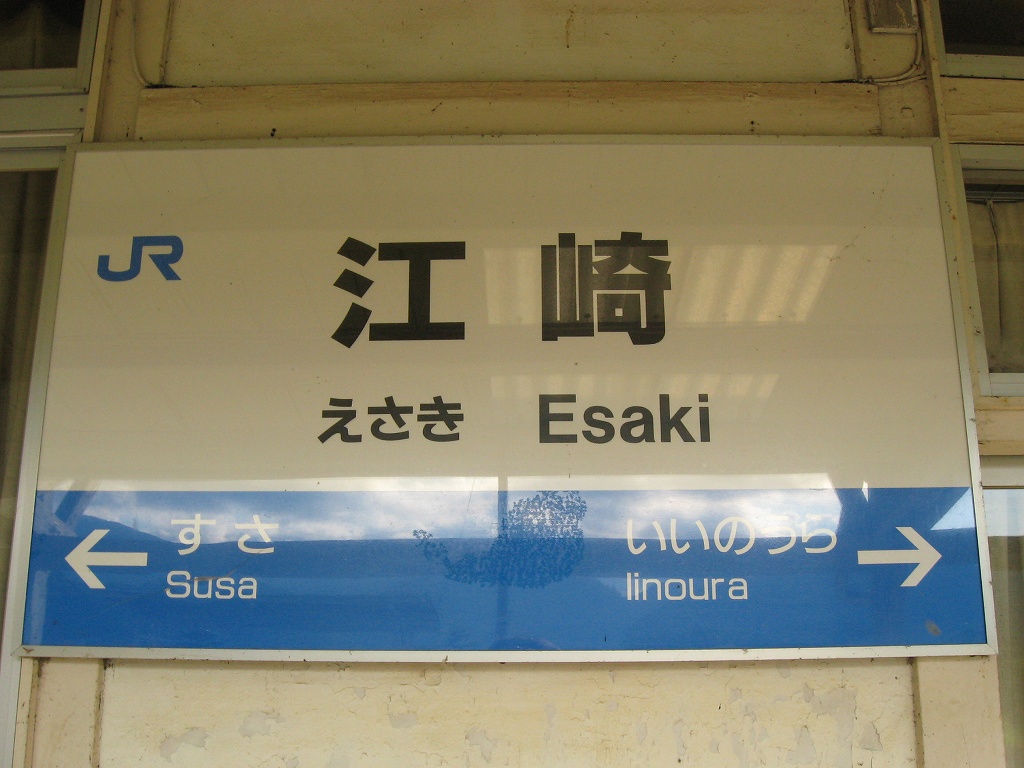 JR
江崎
えさき Esaki
← すさ いいのうら →
Susa Iinoura